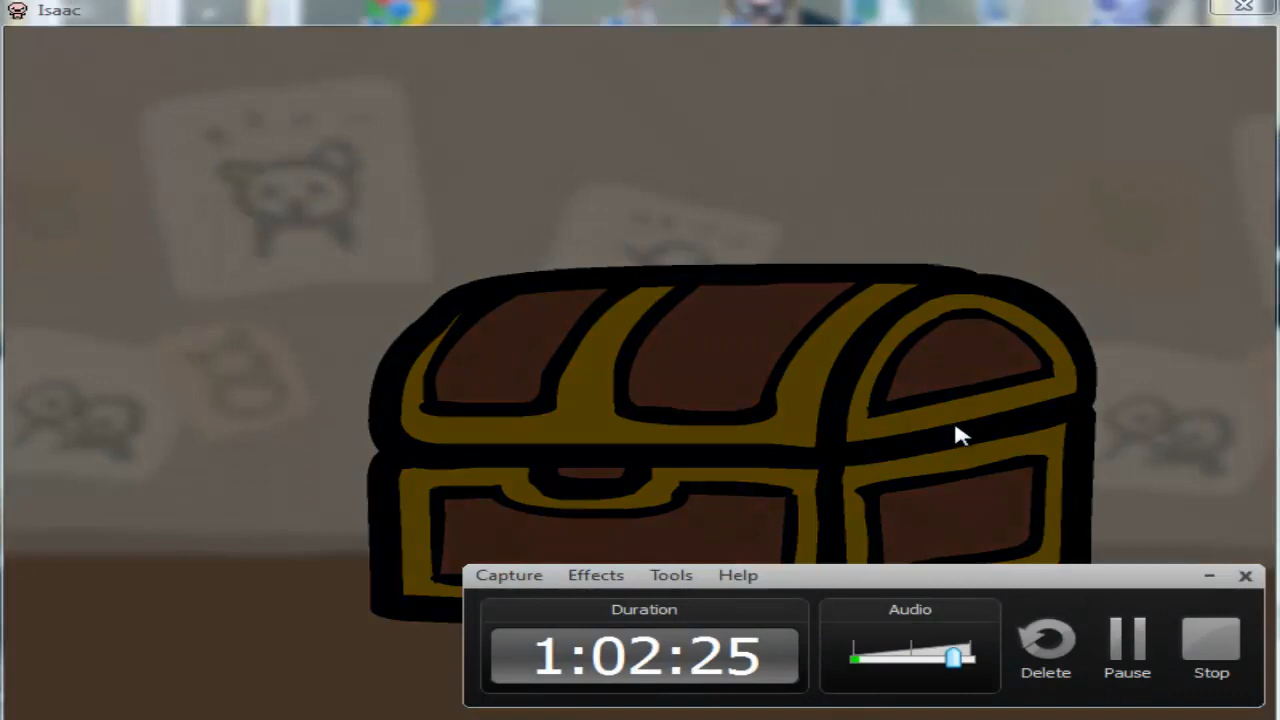 Isaac
Capture Effects Tools Help
Duration
Audio
1:02:25
Delete
Pause
Stop